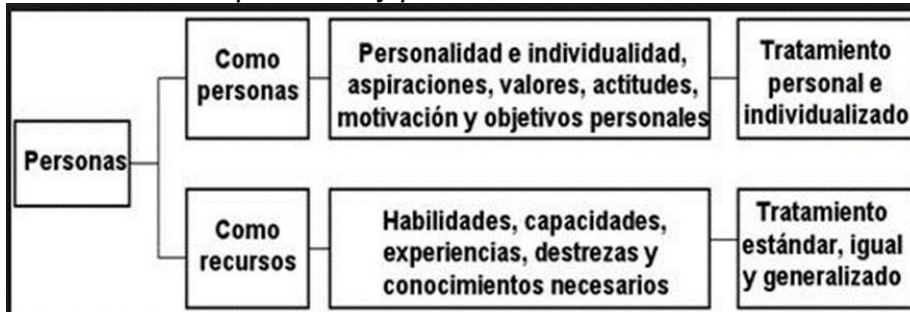 Personas
Como
personas
Personalidad e individualidad,
aspiraciones, valores, actitudes,
motivación y objetivos personales
Tratamiento
personal e
individualizado
Como
recursos
Habilidades, capacidades,
experiencias, destrezas y
conocimientos necesarios
Tratamiento
estándar, igual
y generalizado